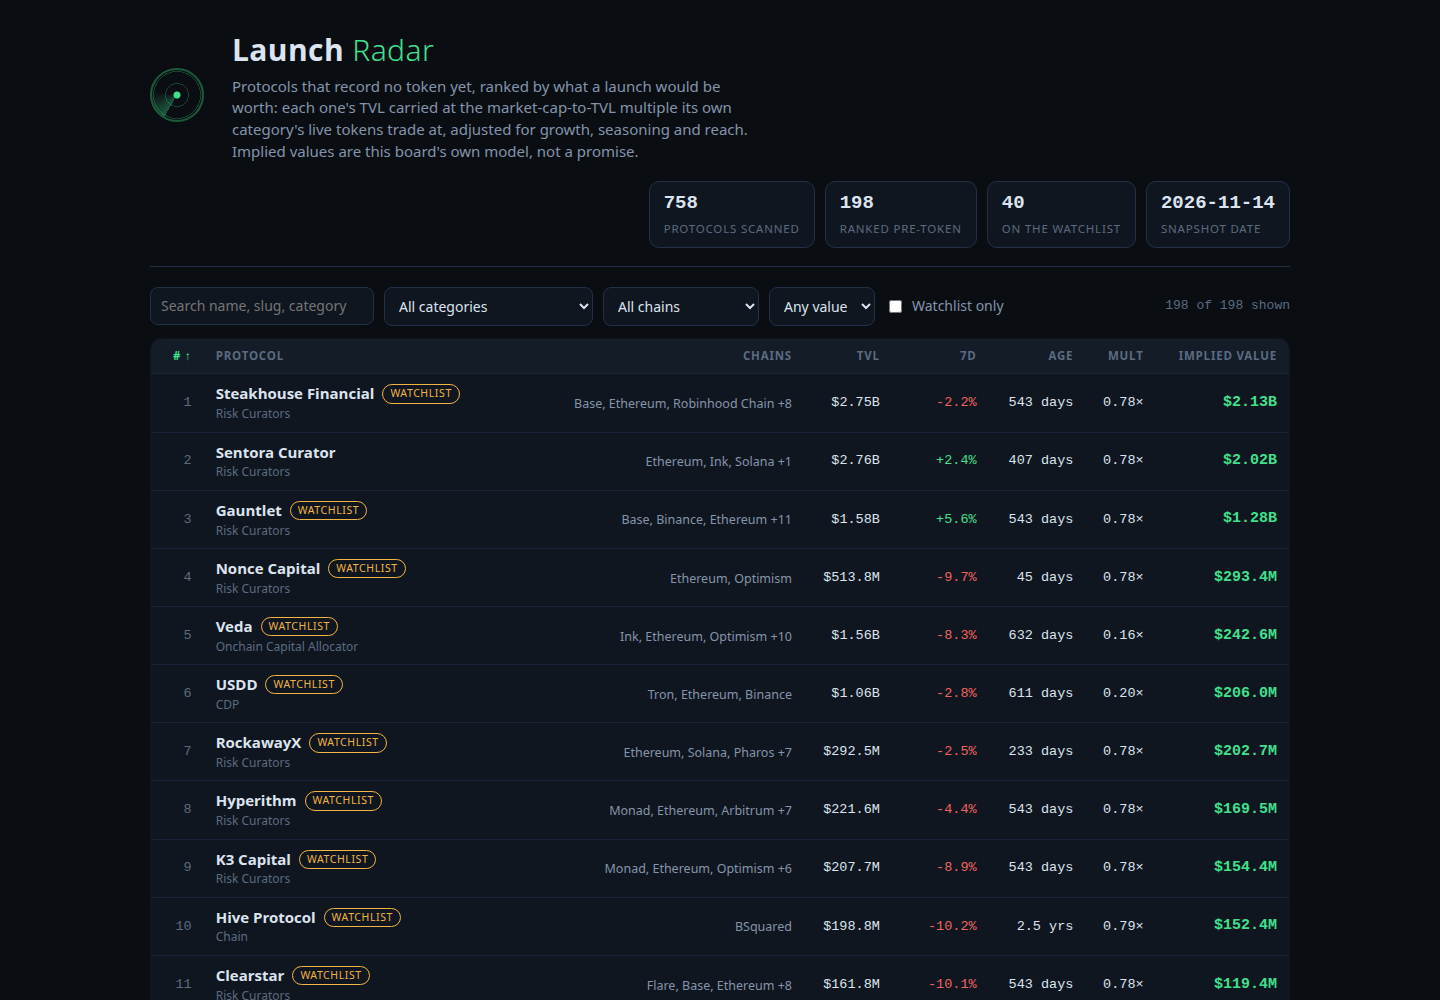 Launch Radar
Protocols that record no token yet, ranked by what a launch would be
worth: each one's TVL carried at the market-cap-to-TVL multiple its own
category's live tokens trade at, adjusted for growth, seasoning and reach.
Implied values are this board's own model, not a promise.
758 198 40 2026-11-14
PROTOCOLS SCANNED RANKED PRE-TOKEN ON THE WATCHLIST SNAPSHOT DATE
Search name, slug, category All categories All chains Any value Watchlist only 198 of 198 shown
# ↑ PROTOCOL CHAINS TVL 7D AGE MULT IMPLIED VALUE
1 Steakhouse Financial WATCHLIST Base, Ethereum, Robinhood Chain +8 $2.75B -2.2% 543 days 0.78× $2.13B
Risk Curators
2 Sentora Curator Ethereum, Ink, Solana +1 $2.76B +2.4% 407 days 0.78× $2.02B
Risk Curators
3 Gauntlet WATCHLIST Base, Binance, Ethereum +11 $1.58B +5.6% 543 days 0.78× $1.28B
Risk Curators
4 Nonce Capital WATCHLIST Ethereum, Optimism $513.8M -9.7% 45 days 0.78× $293.4M
Risk Curators
5 Veda WATCHLIST Ink, Ethereum, Optimism +10 $1.56B -8.3% 632 days 0.16× $242.6M
Onchain Capital Allocator
6 USDD WATCHLIST Tron, Ethereum, Binance $1.06B -2.8% 611 days 0.20× $206.0M
CDP
7 RockawayX WATCHLIST Ethereum, Solana, Pharos +7 $292.5M -2.5% 233 days 0.78× $202.7M
Risk Curators
8 Hyperithm WATCHLIST Monad, Ethereum, Arbitrum +7 $221.6M -4.4% 543 days 0.78× $169.5M
Risk Curators
9 K3 Capital WATCHLIST Monad, Ethereum, Optimism +6 $207.7M -8.9% 543 days 0.78× $154.4M
Risk Curators
10 Hive Protocol WATCHLIST BSquared $198.8M -10.2% 2.5 yrs 0.79× $152.4M
Chain
11 Clearstar WATCHLIST Flare, Base, Ethereum +8 $161.8M -10.1% 543 days 0.78× $119.4M
Risk Curators